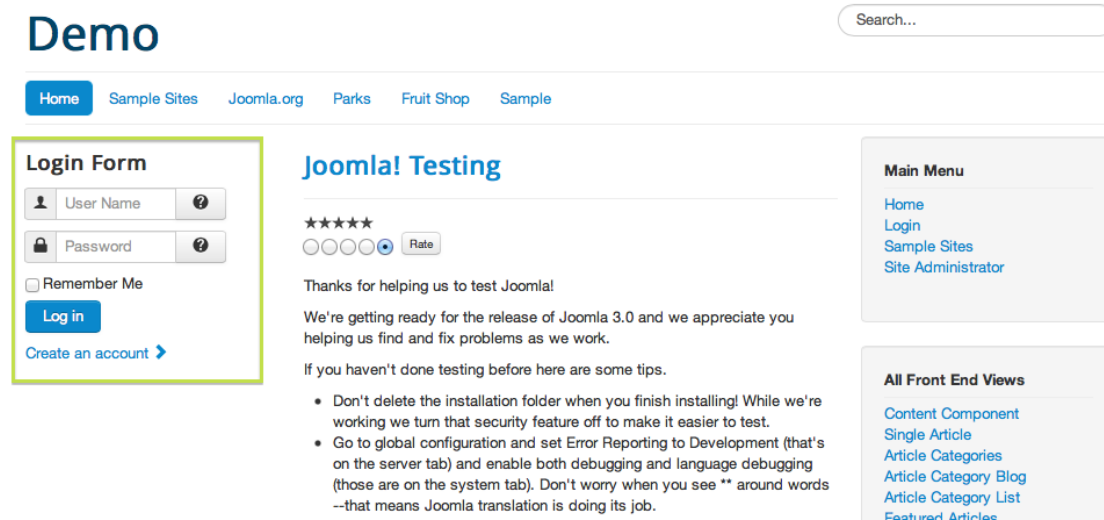 Demo
Search...
Home Sample Sites Joomla.org Parks Fruit Shop Sample
Login Form
User Name
Password
Remember Me
Log in
Create an account
Joomla! Testing
★★★★★
Rate
Thanks for helping us to test Joomla!
We're getting ready for the release of Joomla 3.0 and we appreciate you
helping us find and fix problems as we work.
If you haven't done testing before here are some tips.
• Don't delete the installation folder when you finish installing! While we're
working we turn that security feature off to make it easier to test.
• Go to global configuration and set Error Reporting to Development (that's
on the server tab) and enable both debugging and language debugging
(those are on the system tab). Don't worry when you see ** around words
--that means Joomla translation is doing its job.
Main Menu
Home
Login
Sample Sites
Site Administrator
All Front End Views
Content Component
Single Article
Article Categories
Article Category Blog
Article Category List
Featured Articles